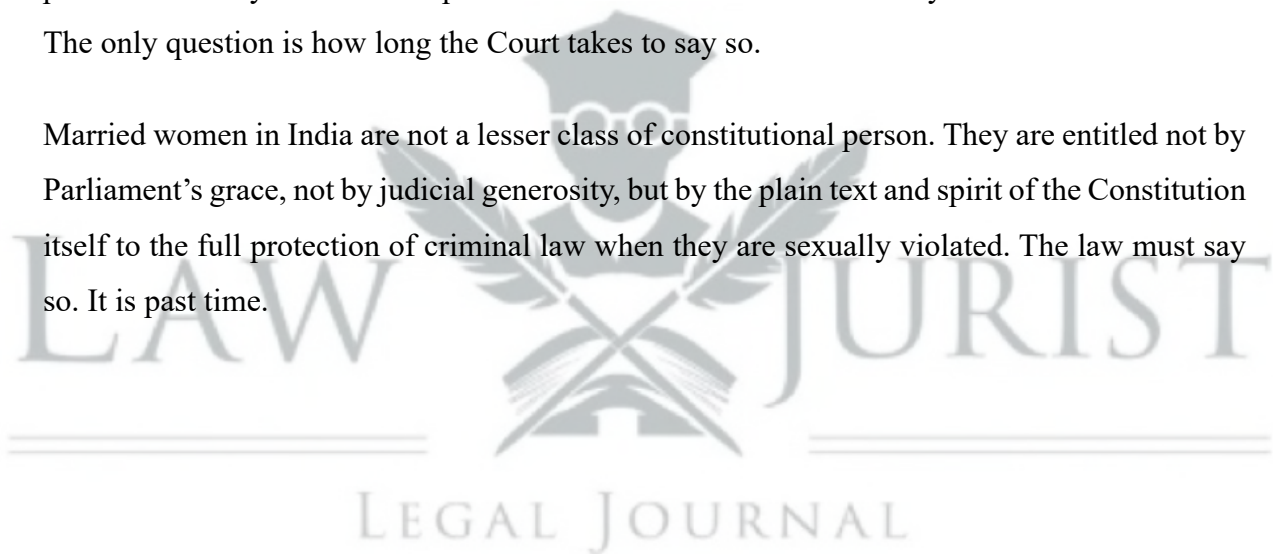 The only question is how long the Court takes to say so.
Married women in India are not a lesser class of constitutional person. They are entitled not by
Parliament’s grace, not by judicial generosity, but by the plain text and spirit of the Constitution
itself to the full protection of criminal law when they are sexually violated. The law must say
so. It is past time.
LAW JURIST
LEGAL JOURNAL